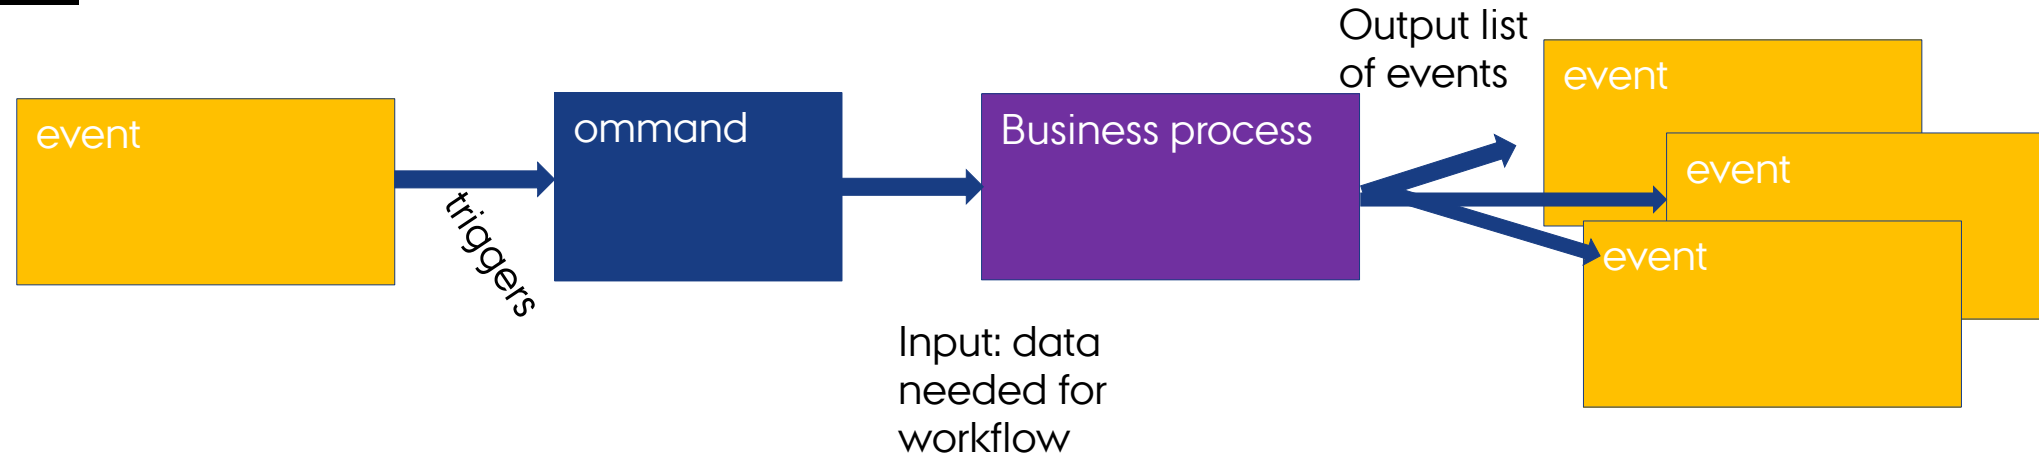 event
triggers
ommand
Business process
Input: data
needed for
workflow
Output list
of events
event
event
event